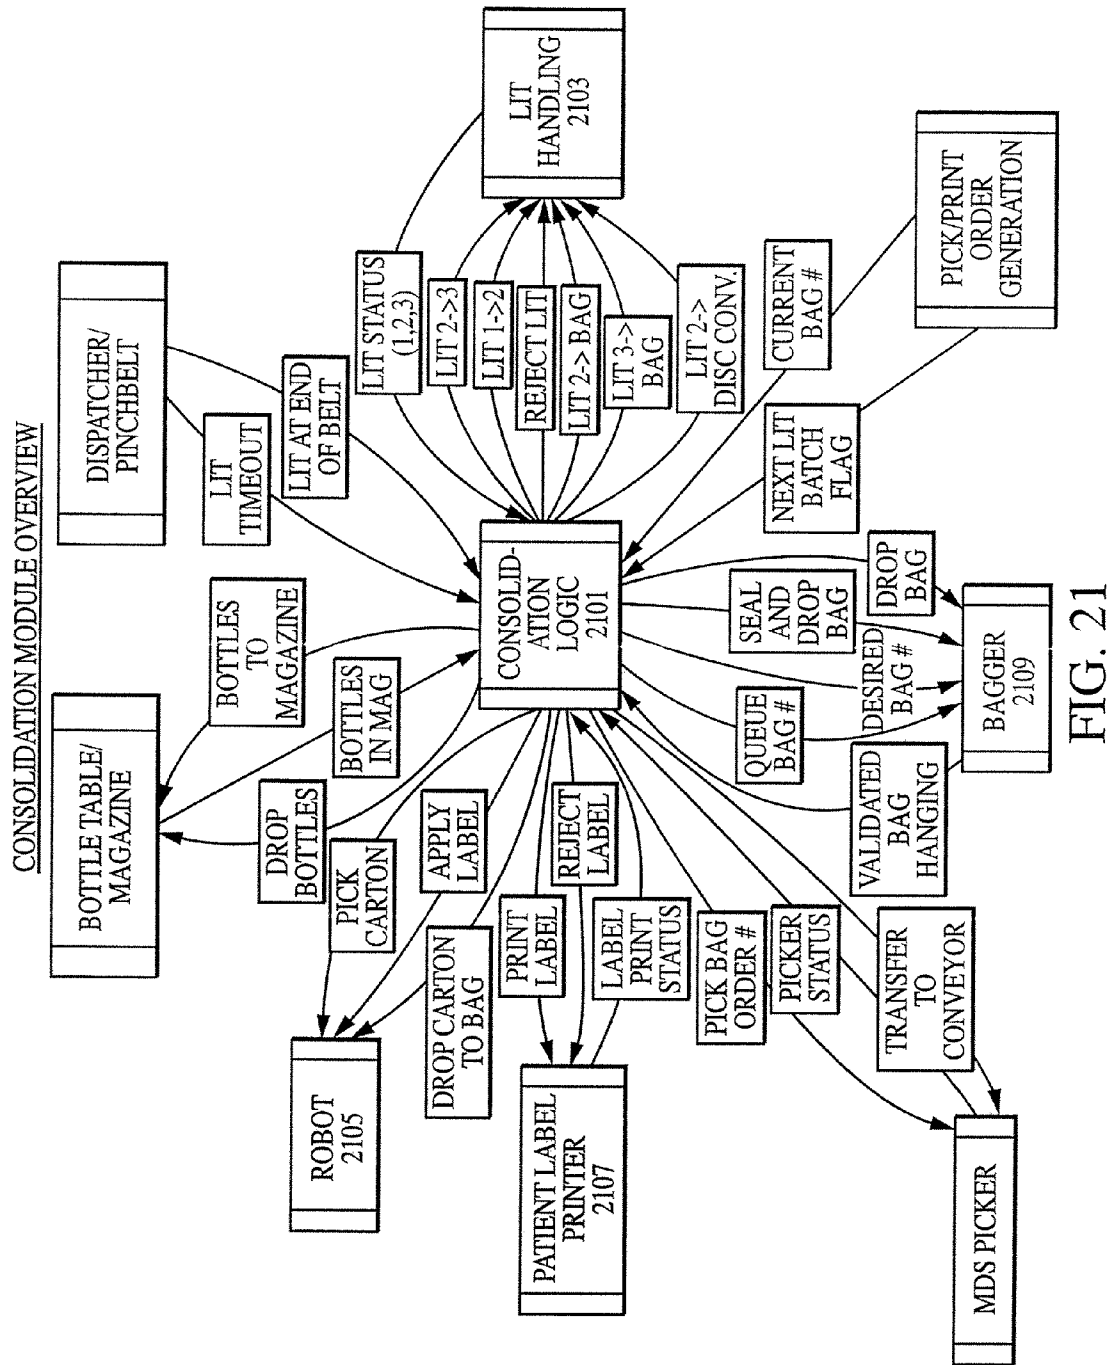 CONSOLIDATION MODULE OVERVIEW
BOTTLE TABLE/
MAGAZINE
DISPATCHER/
PINCHBELT
BOTTLES
TO
MAGAZINE
LIT
TIMEOUT
LIT AT END
OF BELT
BOTTLES
IN MAG
DROP
BOTTLES
PICK
CARTON
ROBOT
2105
APPLY
LABEL
DROP CARTON
TO BAG
PRINT
LABEL
REJECT
LABEL
LABEL
PRINT
STATUS
PATIENT LABEL
PRINTER
2107
CONSOLID-
ATION
LOGIC
2101
LIT STATUS
(1,2,3)
LIT 2->3
LIT 1->2
REJECT LIT
LIT 2-> BAG
LIT 3->
BAG
LIT 2->
DISC CONV.
LIT
HANDLING
2103
PICK BAG
ORDER #
PICKER
STATUS
TRANSFER
TO
CONVEYOR
MDS PICKER
VALIDATED
BAG
HANGING
QUEUE
BAG #
DESIRED
BAG #
SEAL
AND
DROP
BAG
DROP
BAG
BAGGER
2109
NEXT LIT
BATCH
FLAG
CURRENT
BAG #
PICK/PRINT
ORDER
GENERATION
FIG. 21